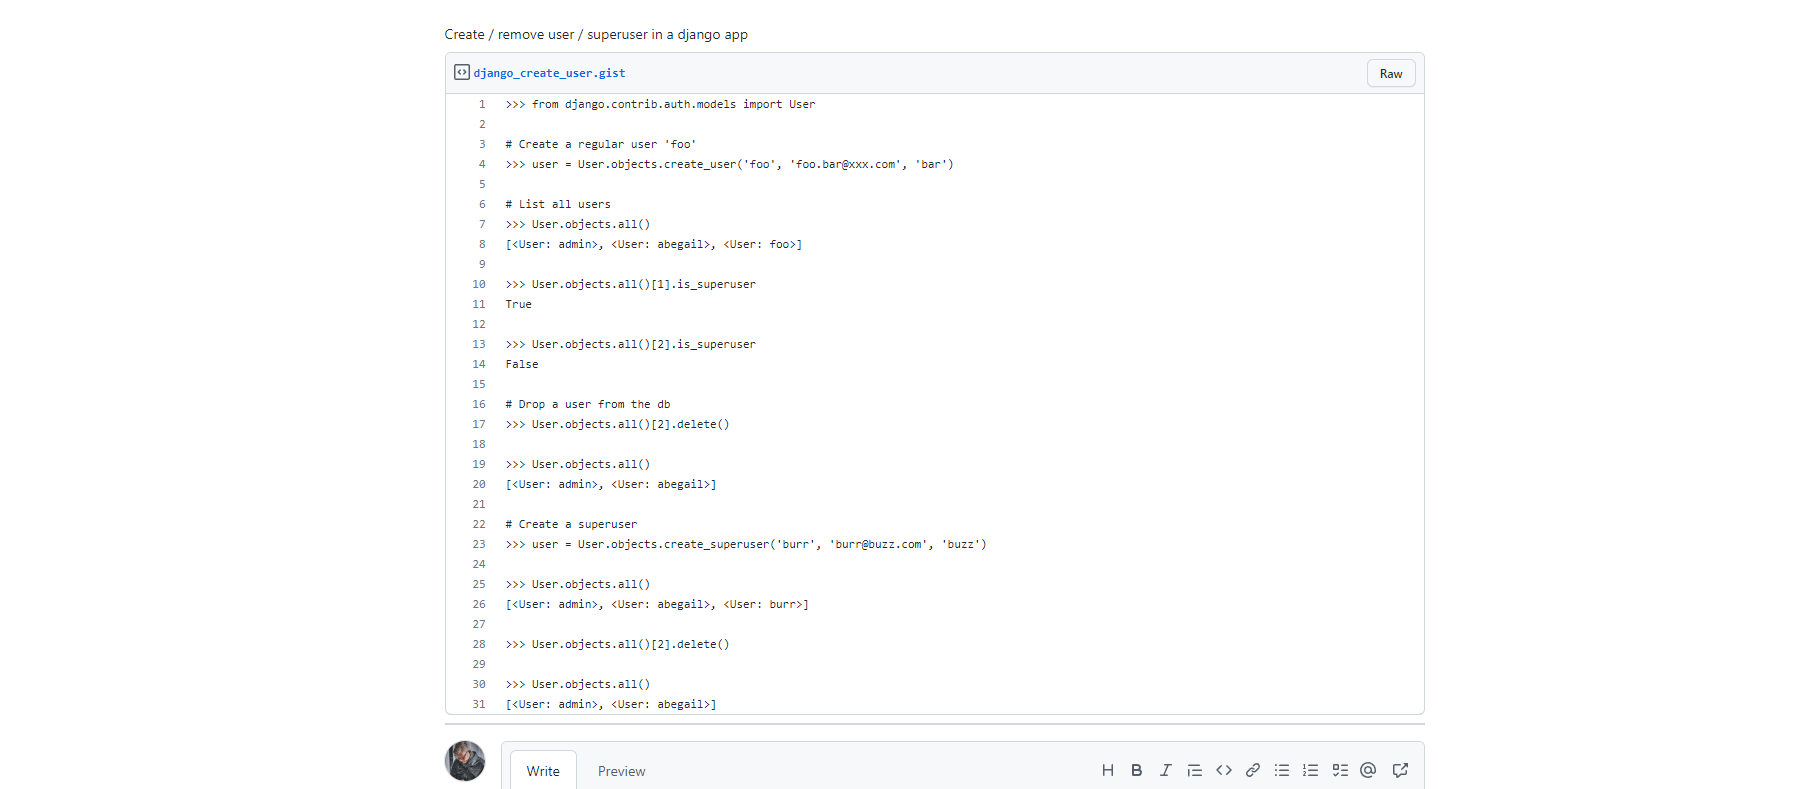 Create / remove user / superuser in a django app
django_create_user.gist
Raw
1 >>> from django.contrib.auth.models import User
2
3 # Create a regular user 'foo'
4 >>> user = User.objects.create_user('foo', 'foo.bar@xxx.com', 'bar')
5
6 # List all users
7 >>> User.objects.all()
8 [<User: admin>, <User: abegail>, <User: foo>]
9
10 >>> User.objects.all()[1].is_superuser
11 True
12
13 >>> User.objects.all()[2].is_superuser
14 False
15
16 # Drop a user from the db
17 >>> User.objects.all()[2].delete()
18
19 >>> User.objects.all()
20 [<User: admin>, <User: abegail>]
21
22 # Create a superuser
23 >>> user = User.objects.create_superuser('burr', 'burr@buzz.com', 'buzz')
24
25 >>> User.objects.all()
26 [<User: admin>, <User: abegail>, <User: burr>]
27
28 >>> User.objects.all()[2].delete()
29
30 >>> User.objects.all()
31 [<User: admin>, <User: abegail>]
Write Preview